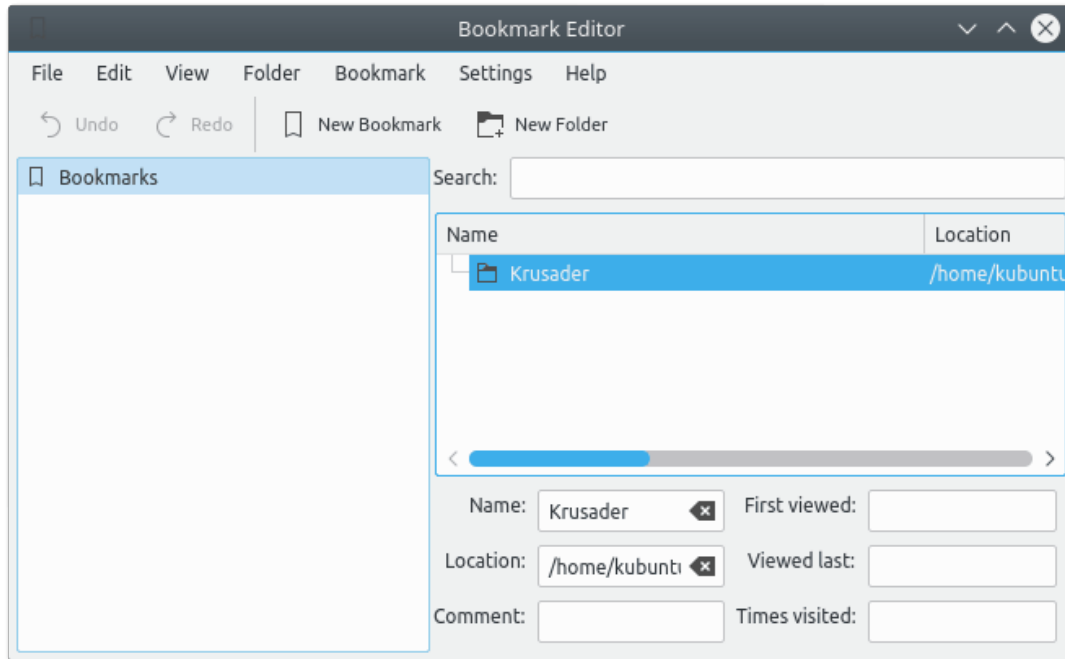 Bookmark Editor
File Edit View Folder Bookmark Settings Help
Undo Redo New Bookmark New Folder
Bookmarks
Search:
Name Location
Krusader /home/kubuntu
Name: Krusader First viewed:
Location: /home/kubuntu Viewed last:
Comment: Times visited: